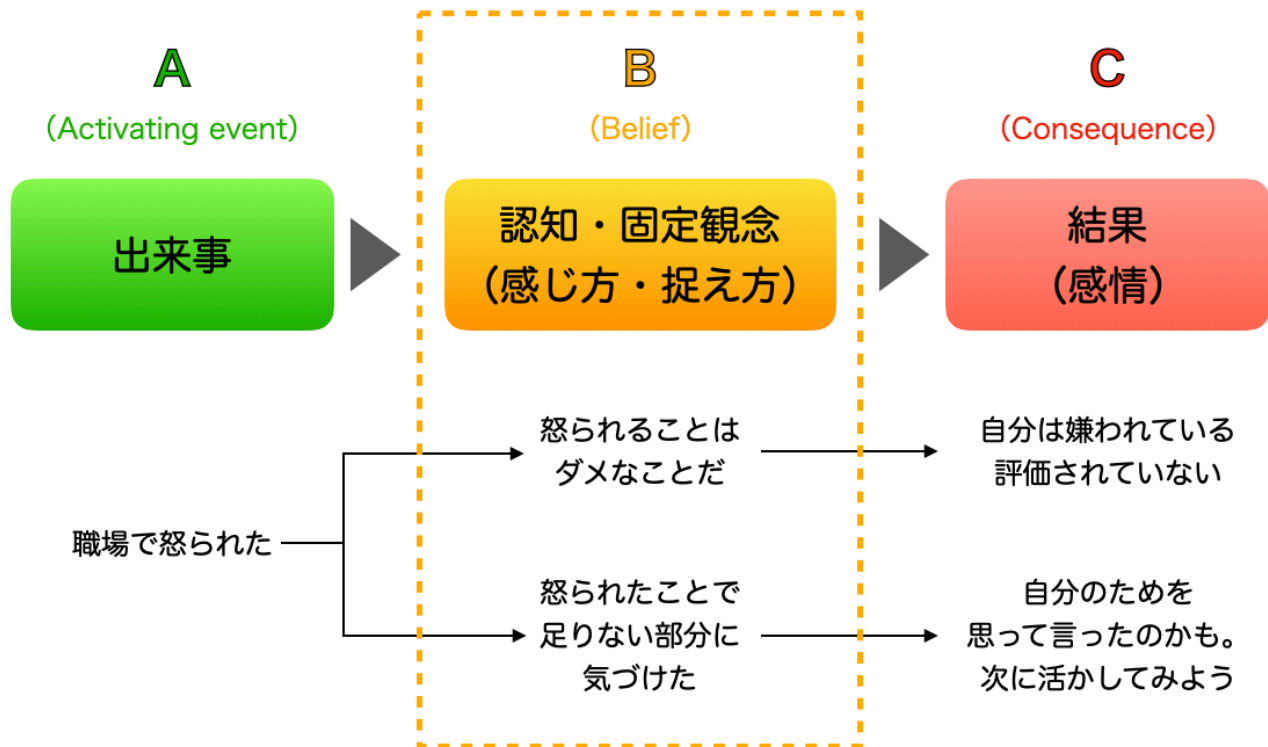 A
(Activating event)
出来事
B
(Belief)
認知・固定観念
(感じ方・捉え方)
C
(Consequence)
結果
(感情)
職場で怒られた
怒られることは
ダメなことだ
自分は嫌われている
評価されていない
怒られたことで
足りない部分に
気づけた
自分のためを
思って言ったのかも。
次に活かしてみよう